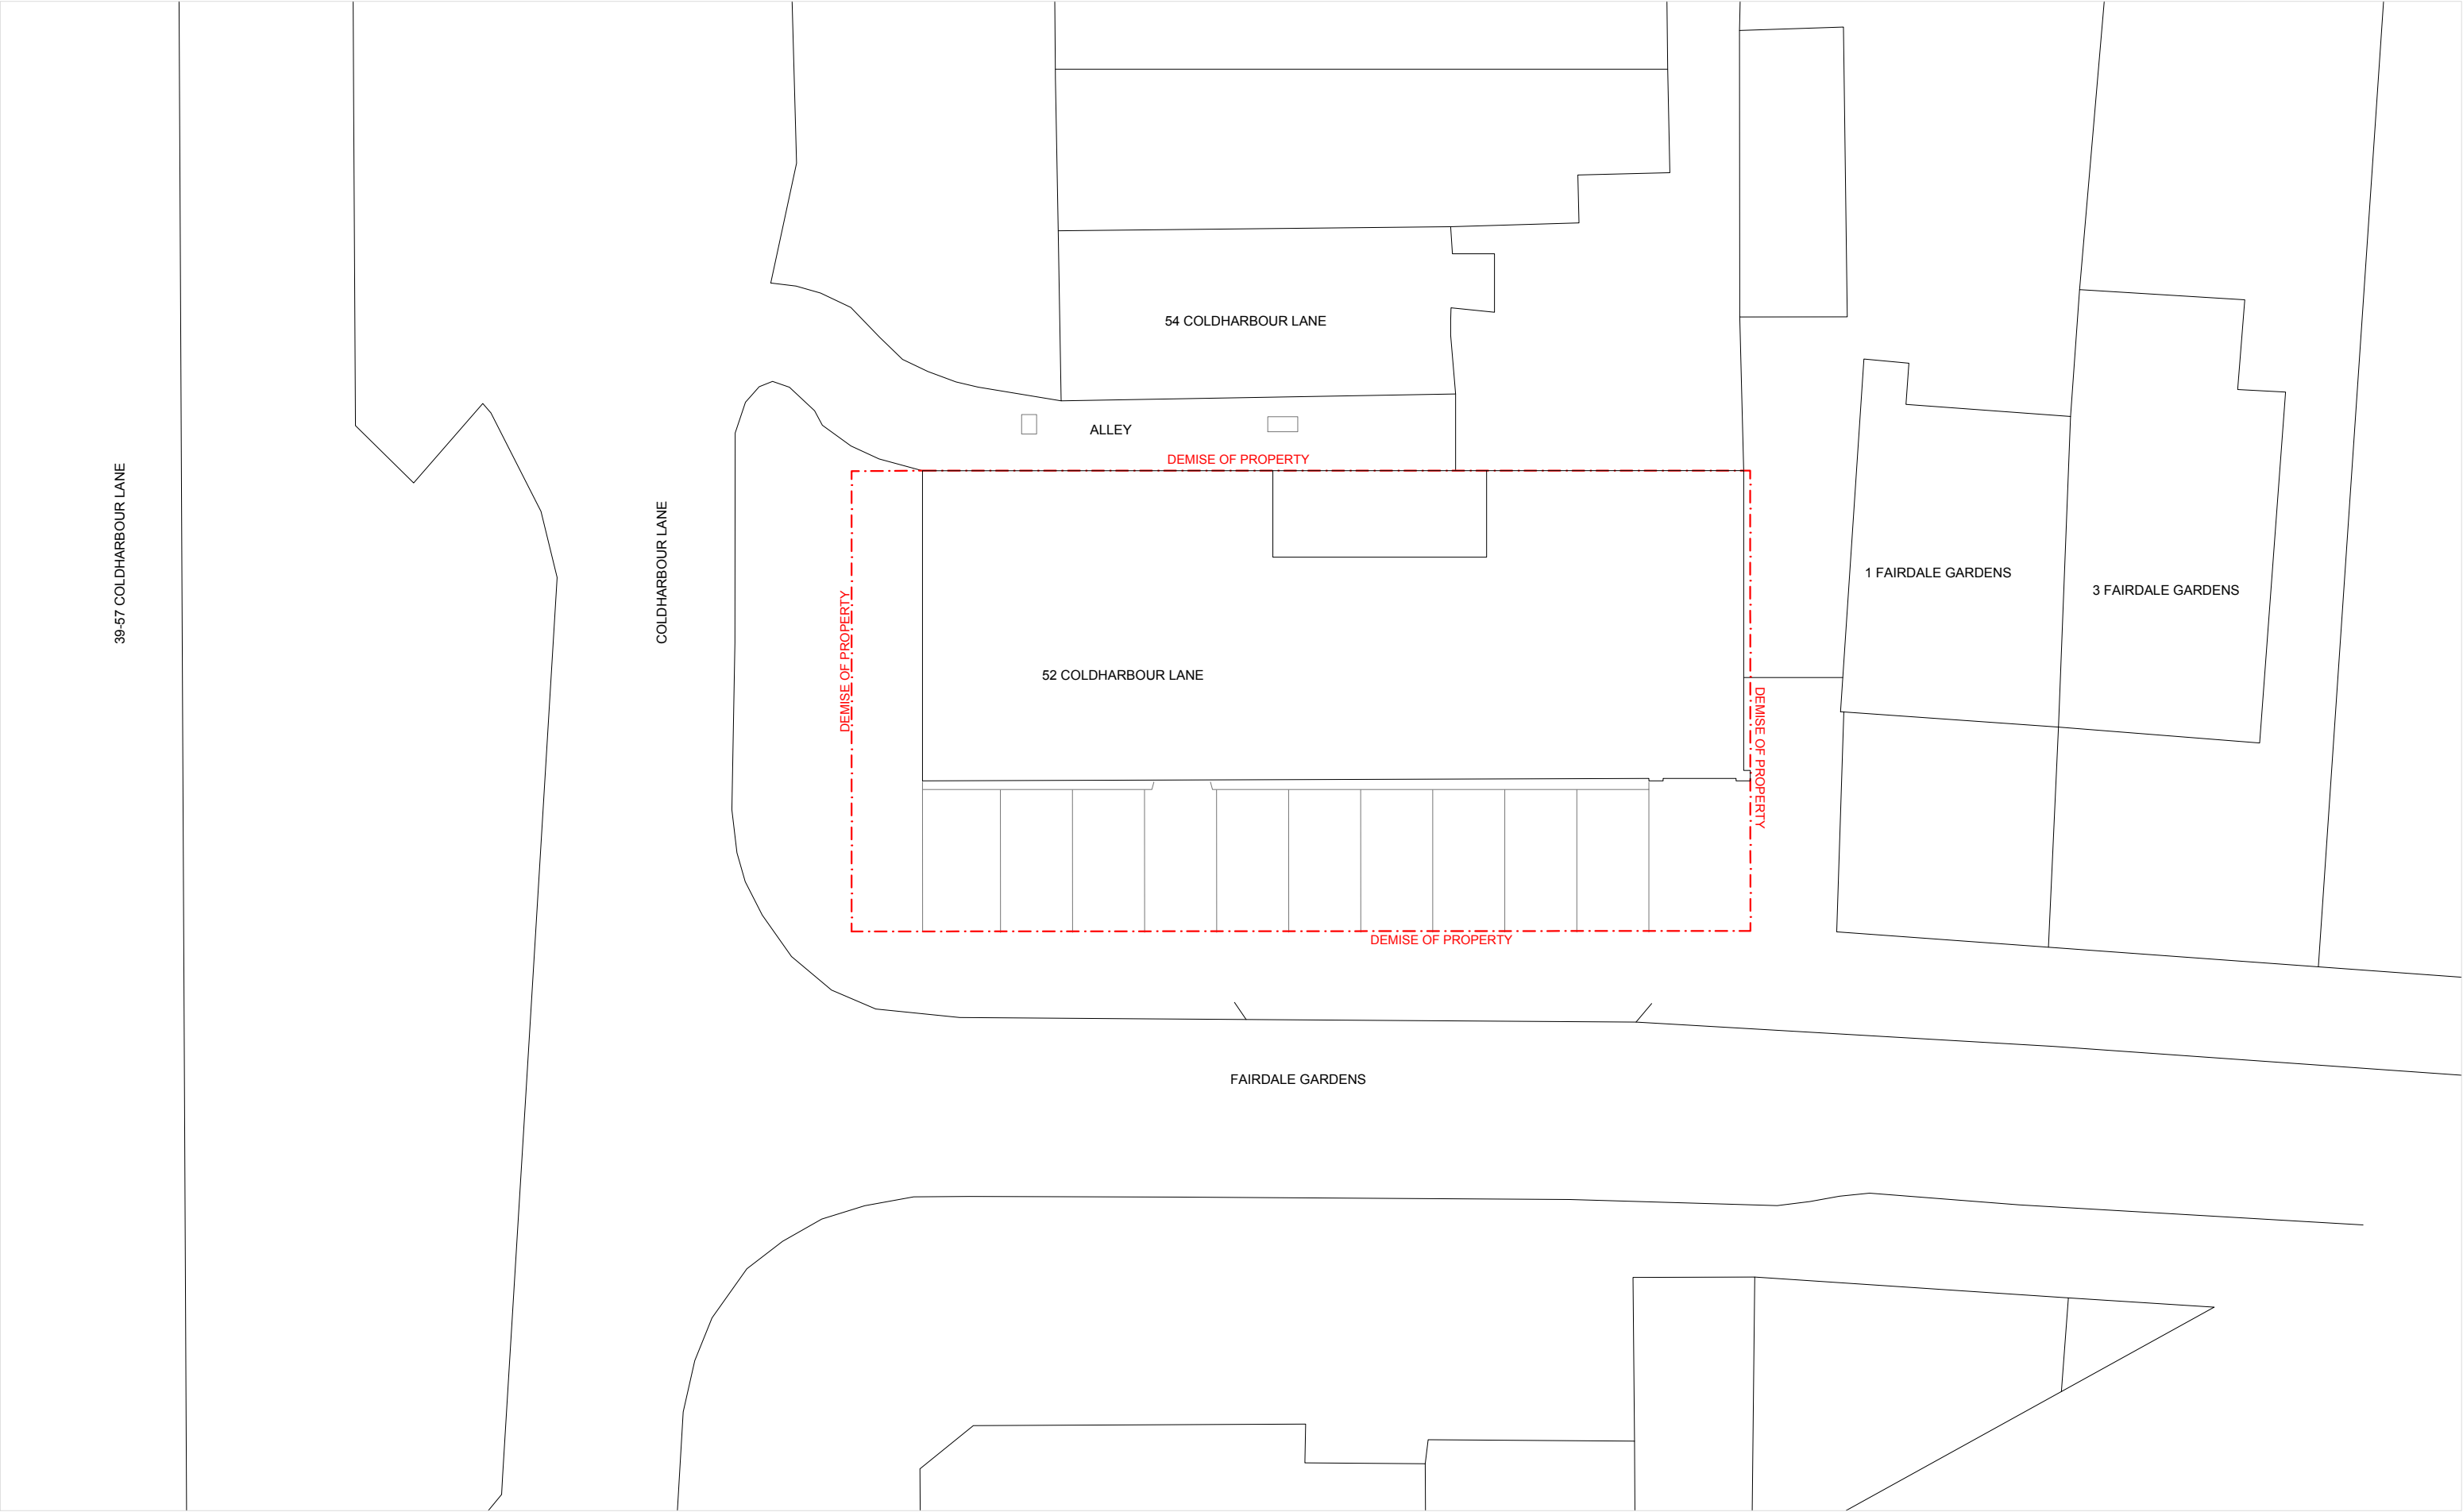 54 COLDHARBOUR LANE
ALLEY
DEMISE OF PROPERTY
39-57 COLDHARBOUR LANE
COLDHARBOUR LANE
1 FAIRDALE GARDENS
3 FAIRDALE GARDENS
DEMISE OF PROPERTY
52 COLDHARBOUR LANE
DEMISE OF PROPERTY
DEMISE OF PROPERTY
FAIRDALE GARDENS